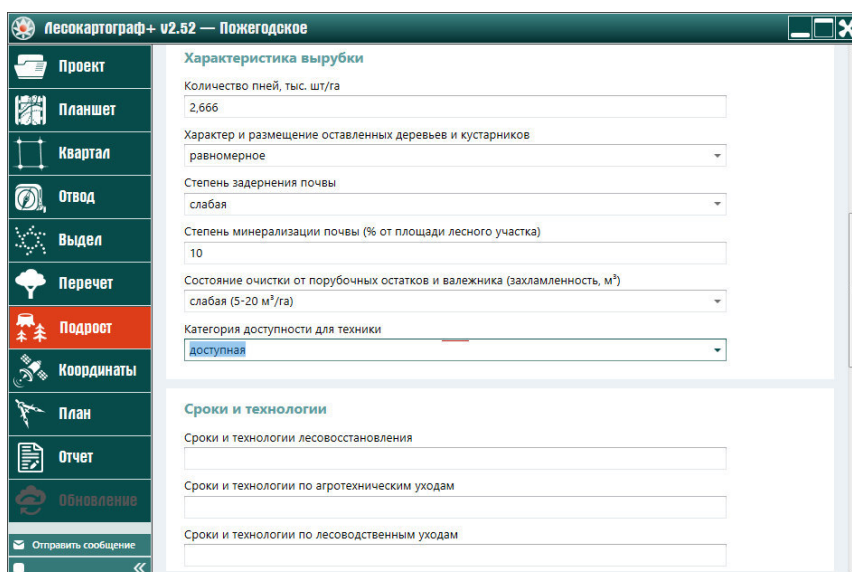 Лесокартограф+ v2.52 — Пожегодское
Проект
Планшет
Квартал
Отвод
Выдел
Перечет
Подрост
Координаты
План
Отчет
Обновление
Отправить сообщение
Характеристика вырубки
Количество пней, тыс. шт/га
2,666
Характер и размещение оставленных деревьев и кустарников
равномерное
Степень задернения почвы
слабая
Степень минерализации почвы (% от площади лесного участка)
10
Состояние очистки от порубочных остатков и валежника (захламленность, м³)
слабая (5-20 м³/га)
Категория доступности для техники
доступная
Сроки и технологии
Сроки и технологии лесовосстановления
Сроки и технологии по агротехническим уходам
Сроки и технологии по лесоводственным уходам